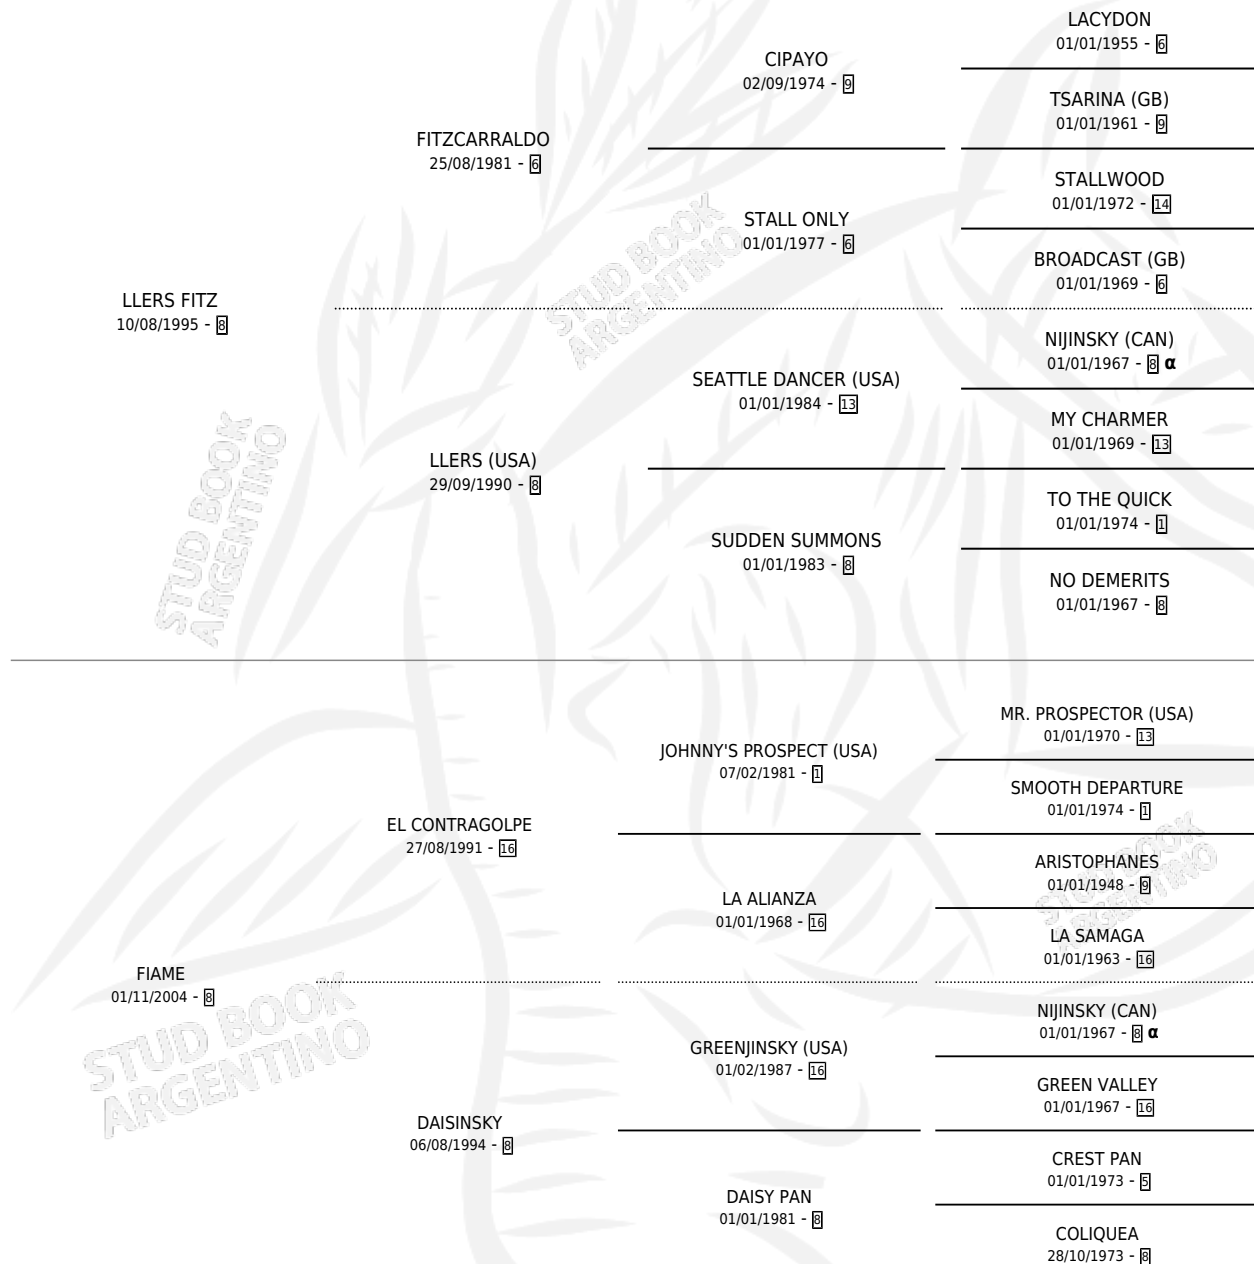 LACYDON
01/01/1955 - 6
CIPAYO
02/09/1974 - 9
TSARINA (GB)
01/01/1961 - 9
FITZCARRALDO
25/08/1981 - 6
STALLWOOD
01/01/1972 - 14
STALL ONLY
01/01/1977 - 6
BROADCAST (GB)
01/01/1969 - 6
LLERS FITZ
10/08/1995 - 8
NIJINSKY (CAN)
01/01/1967 - 8 α
SEATTLE DANCER (USA)
01/01/1984 - 13
MY CHARMER
01/01/1969 - 13
LLERS (USA)
29/09/1990 - 8
TO THE QUICK
01/01/1974 - 1
SUDDEN SUMMONS
01/01/1983 - 8
NO DEMERITS
01/01/1967 - 8
STUD BOOK
ARGENTINO
STUD BOOK
ARGENTINO
MR. PROSPECTOR (USA)
01/01/1970 - 13
JOHNNY'S PROSPECT (USA)
07/02/1981 - 1
SMOOTH DEPARTURE
01/01/1974 - 1
EL CONTRAGOLPE
27/08/1991 - 16
ARISTOPHANES
01/01/1948 - 9
LA ALIANZA
01/01/1968 - 16
LA SAMAGA
01/01/1963 - 16
FIAME
01/11/2004 - 8
NIJINSKY (CAN)
01/01/1967 - 8 α
GREENJINSKY (USA)
01/02/1987 - 16
GREEN VALLEY
01/01/1967 - 16
DAISINSKY
06/08/1994 - 8
CREST PAN
01/01/1973 - 5
DAISY PAN
01/01/1981 - 8
COLIQUEA
28/10/1973 - 8
STUD BOOK
ARGENTINO
STUD BOOK
ARGENTINO